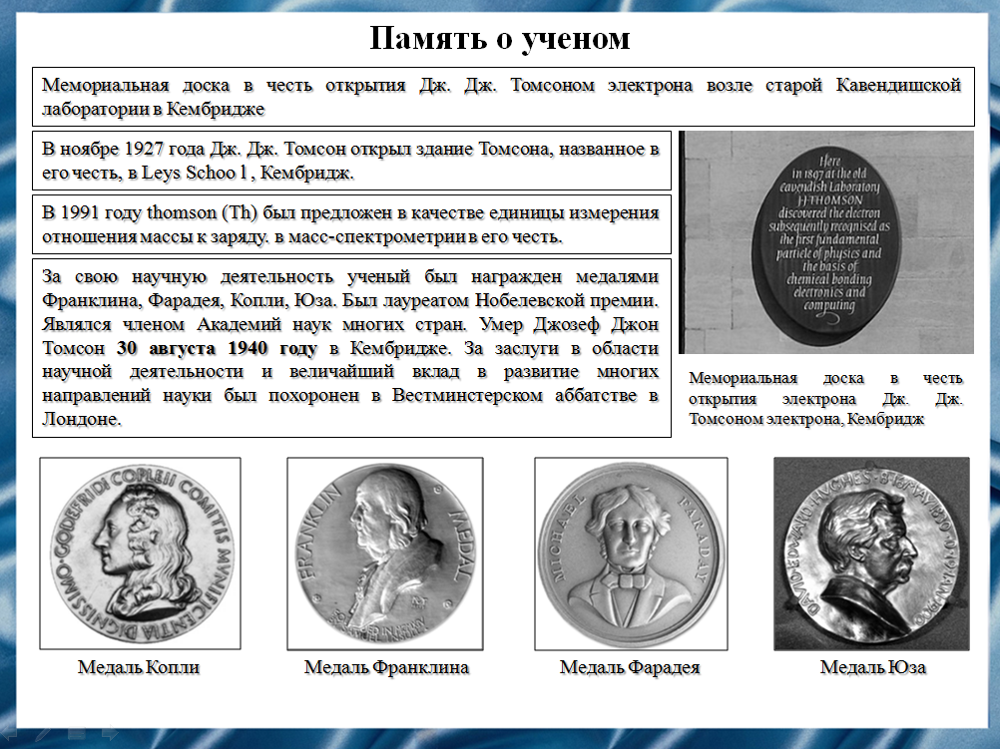 Память о ученом
Мемориальная доска в честь открытия Дж. Дж. Томсоном электрона возле старой Кавендишской
лаборатории в Кембридже
В ноябре 1927 года Дж. Дж. Томсон открыл здание Томсона, названное в
его честь, в Leys Schoo l , Кембридж.
В 1991 году thomson (Th) был предложен в качестве единицы измерения
отношения массы к заряду. в масс-спектрометрии в его честь.
За свою научную деятельность ученый был награжден медалями
Франклина, Фарадея, Копли, Юза. Был лауреатом Нобелевской премии.
Являлся членом Академий наук многих стран. Умер Джозеф Джон
Томсон 30 августа 1940 году в Кембридже. За заслуги в области
научной деятельности и величайший вклад в развитие многих
направлений науки был похоронен в Вестминстерском аббатстве в
Лондоне.
Here
in 1897 at the old
cavendish Laboratory
JJ THOMSON
discovered the electron
subsequently recognised as
the first fundamental
particle of physics and
the basis of
chemical bonding
electronics and
computing
Мемориальная доска в честь
открытия электрона Дж. Дж.
Томсоном электрона, Кембридж
GODEFRIDI COPLEII COMITIS MVNIFICENTIA DIGNISSIMO
FRANKLIN MEDAL
MICHAEL FARADAY
DAVID EDWARD HUGHES
Медаль Копли
Медаль Франклина
Медаль Фарадея
Медаль Юза